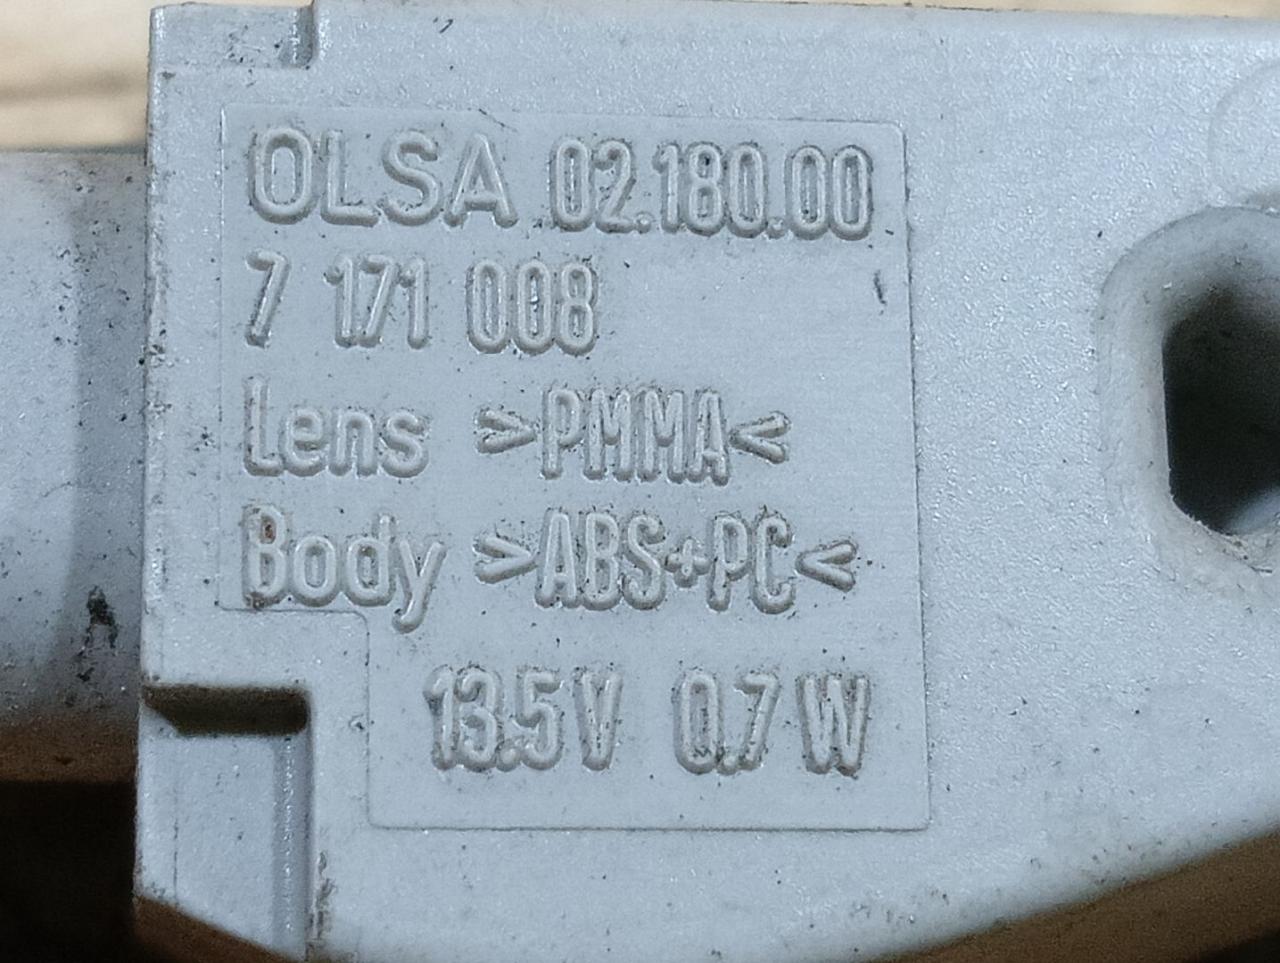 OLSA 02.180.00
7 171 008
Lens >PMMA<
Body >ABS+PC<
13.5V 0.7W